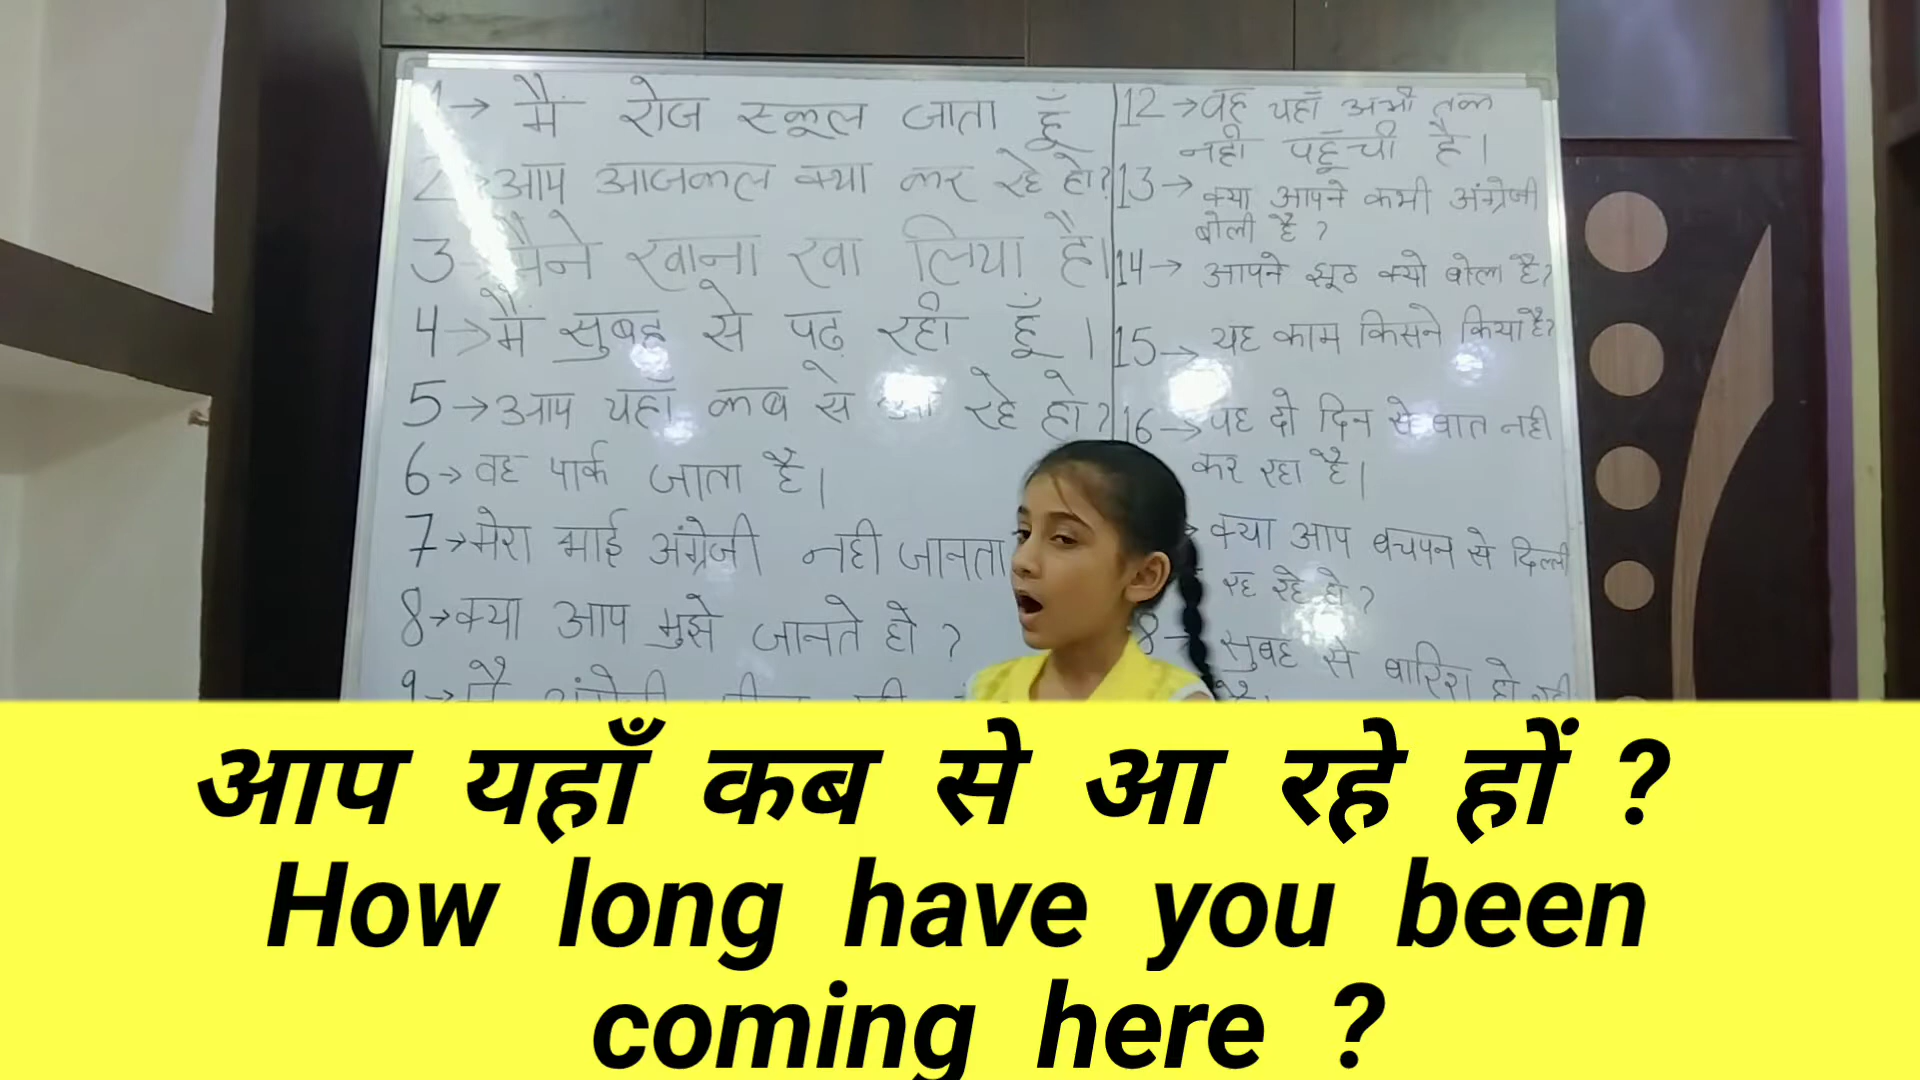 1→ मैं रोज स्कूल जाता हूँ
2→आप आजकल क्या कर रहे हो?
3→मैने खाना खा लिया है।
4→मैं सुबह से पढ़ रही हूँ ।
5→आप यहाँ कब से आ रहे हो?
6→वह पार्क जाता है।
7→मेरा भाई अंग्रेजी नही जानता
8→क्या आप मुझे जानते हो ?
9→मैं
12→वह यहाँ अभी तक
नही पहूँची है।
13→ क्या आपने कभी अंग्रेजी
बोली है ?
14→ आपने झूठ क्यो बोला है?
15→ यह काम किसने किया है?
16→वह दो दिन से बात नही
कर रहा है।
क्या आप बचपन से दिल्ली
रह रहे हो ?
8→ सुबह से बारिश हो रही
आप यहाँ कब से आ रहे हों ?
How long have you been
coming here ?